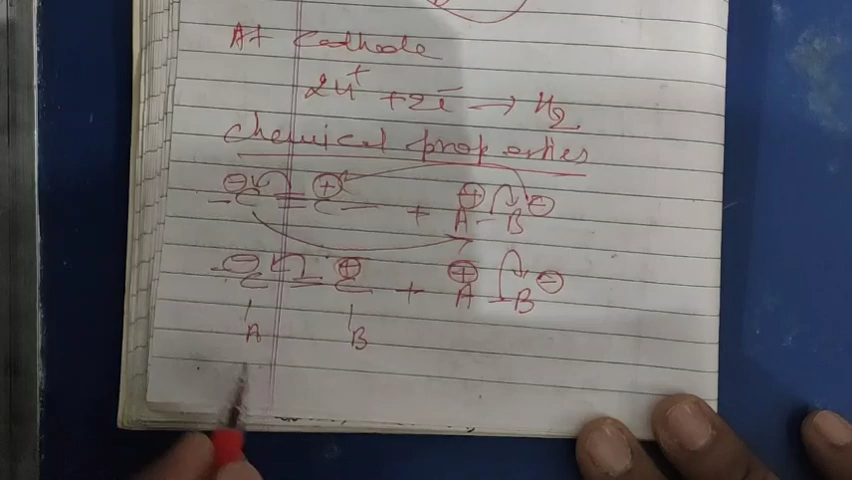 At Cathode
2H⁺ + 2e⁻ → H₂
Chemical properties
⊖ ⊕ ⊕ ⊖
– C ≡ C – + A – B
⊖ ⊕ ⊕ ⊖
– C = C – + A – B
A B